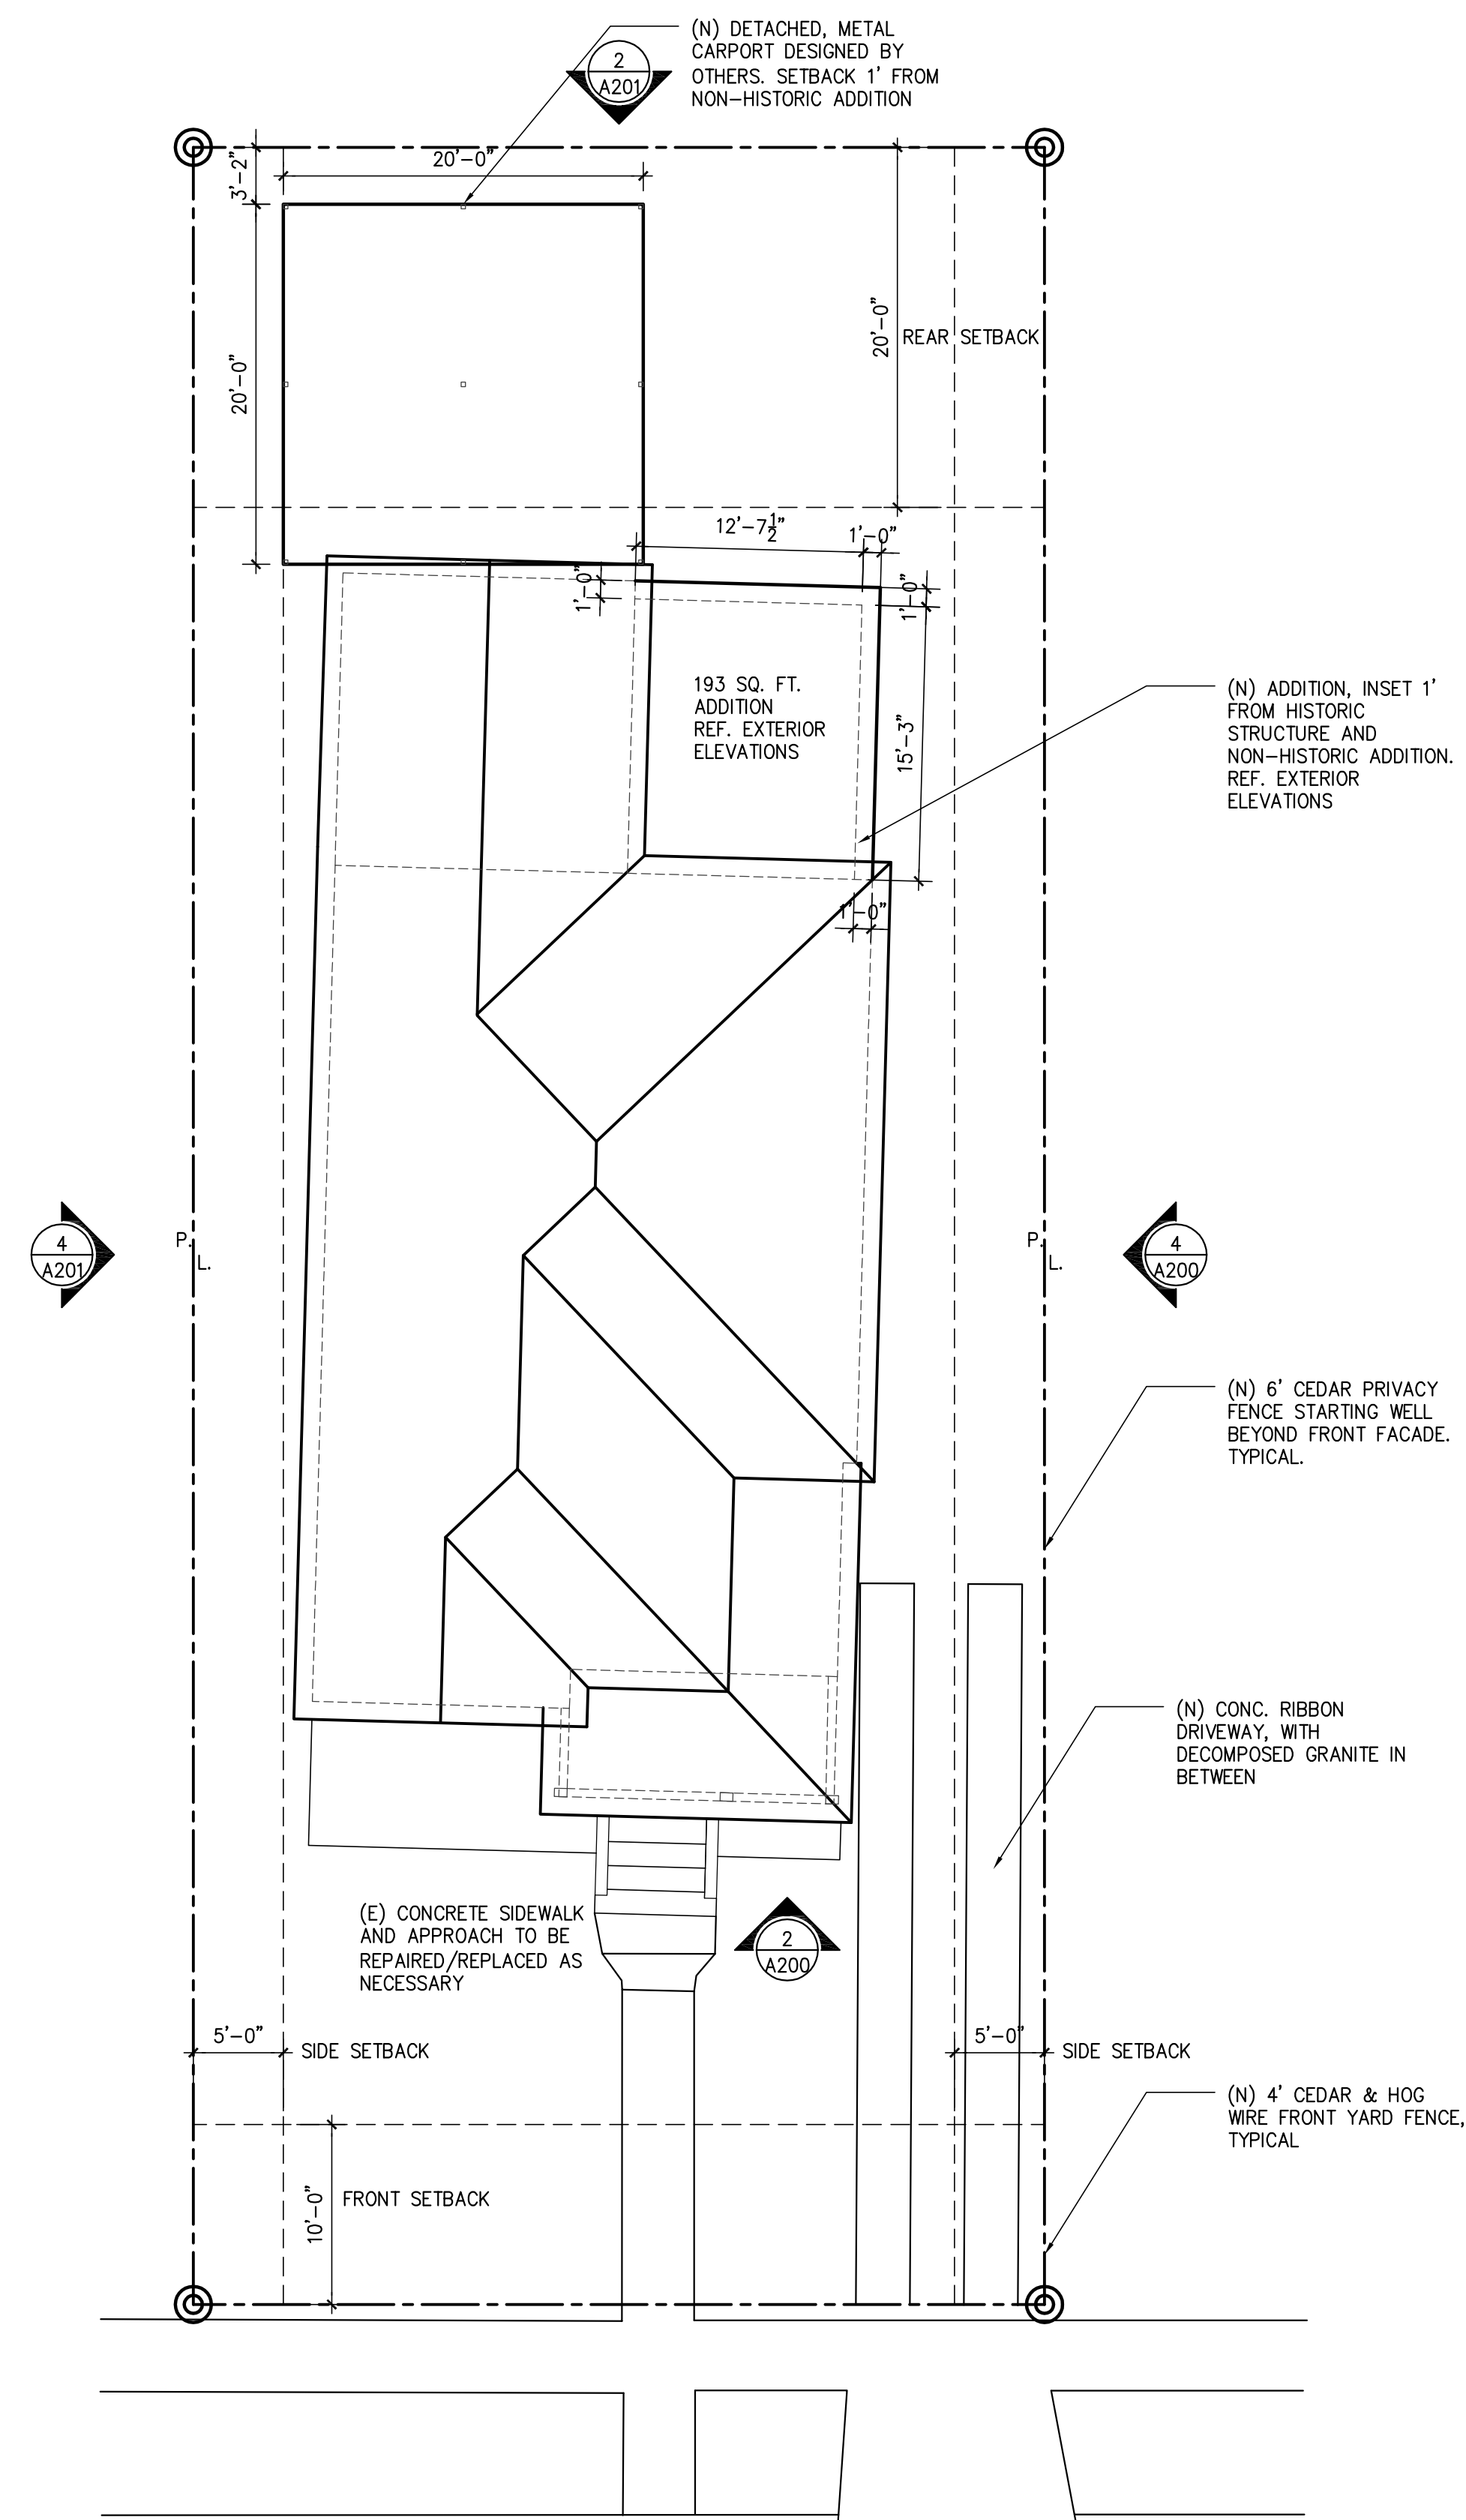 (N) DETACHED, METAL
CARPORT DESIGNED BY
OTHERS. SETBACK 1' FROM
NON-HISTORIC ADDITION
2
A201
3'-2"
20'-0"
20'-0"
20'-0"
REAR SETBACK
12'-7½"
1'-0"
1'-0"
1'-0"
193 SQ. FT.
ADDITION
REF. EXTERIOR
ELEVATIONS
15'-3"
(N) ADDITION, INSET 1'
FROM HISTORIC
STRUCTURE AND
NON-HISTORIC ADDITION.
REF. EXTERIOR
ELEVATIONS
1'-0"
4
A201
P.
L.
P.
L.
4
A200
(N) 6' CEDAR PRIVACY
FENCE STARTING WELL
BEYOND FRONT FACADE.
TYPICAL.
(N) CONC. RIBBON
DRIVEWAY, WITH
DECOMPOSED GRANITE IN
BETWEEN
(E) CONCRETE SIDEWALK
AND APPROACH TO BE
REPAIRED/REPLACED AS
NECESSARY
2
A200
5'-0"
SIDE SETBACK
5'-0"
SIDE SETBACK
(N) 4' CEDAR & HOG
WIRE FRONT YARD FENCE,
TYPICAL
10'-0"
FRONT SETBACK